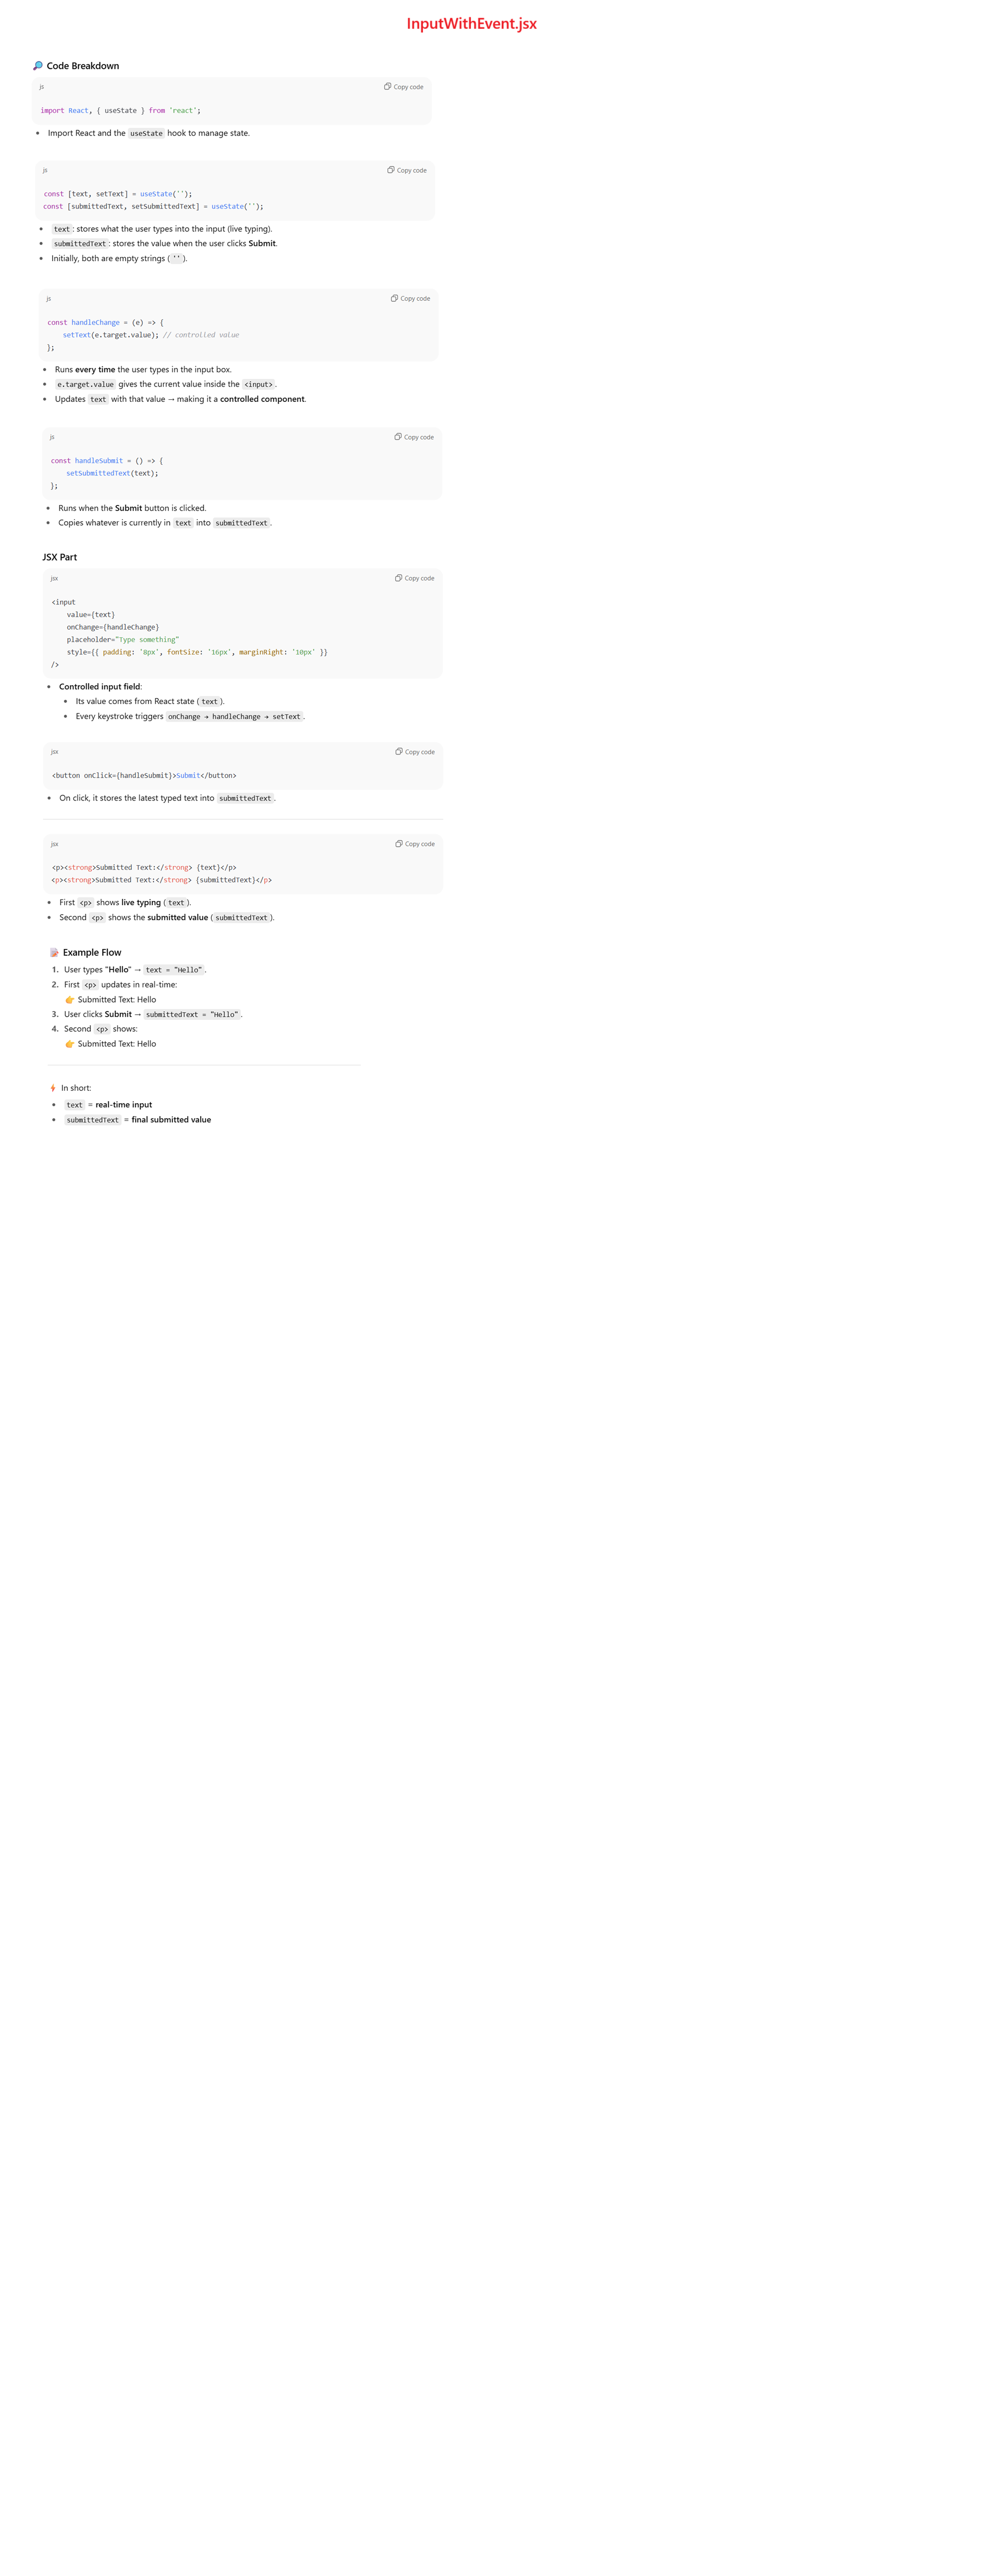 InputWithEvent.jsx
🔎 Code Breakdown
js
Copy code
import React, { useState } from 'react';
• Import React and the useState hook to manage state.
js
Copy code
const [text, setText] = useState('');
const [submittedText, setSubmittedText] = useState('');
• text: stores what the user types into the input (live typing).
• submittedText: stores the value when the user clicks Submit.
• Initially, both are empty strings ('').
js
Copy code
const handleChange = (e) => {
setText(e.target.value); // controlled value
};
• Runs every time the user types in the input box.
• e.target.value gives the current value inside the <input>.
• Updates text with that value → making it a controlled component.
js
Copy code
const handleSubmit = () => {
setSubmittedText(text);
};
• Runs when the Submit button is clicked.
• Copies whatever is currently in text into submittedText.
JSX Part
jsx
Copy code
<input
value={text}
onChange={handleChange}
placeholder="Type something"
style={{ padding: '8px', fontSize: '16px', marginRight: '10px' }}
/>
• Controlled input field:
• Its value comes from React state (text).
• Every keystroke triggers onChange → handleChange → setText.
jsx
Copy code
<button onClick={handleSubmit}>Submit</button>
• On click, it stores the latest typed text into submittedText.
jsx
Copy code
<p><strong>Submitted Text:</strong> {text}</p>
<p><strong>Submitted Text:</strong> {submittedText}</p>
• First <p> shows live typing (text).
• Second <p> shows the submitted value (submittedText).
📝 Example Flow
1. User types "Hello" → text = "Hello".
2. First <p> updates in real-time:
👉 Submitted Text: Hello
3. User clicks Submit → submittedText = "Hello".
4. Second <p> shows:
👉 Submitted Text: Hello
⚡ In short:
• text = real-time input
• submittedText = final submitted value